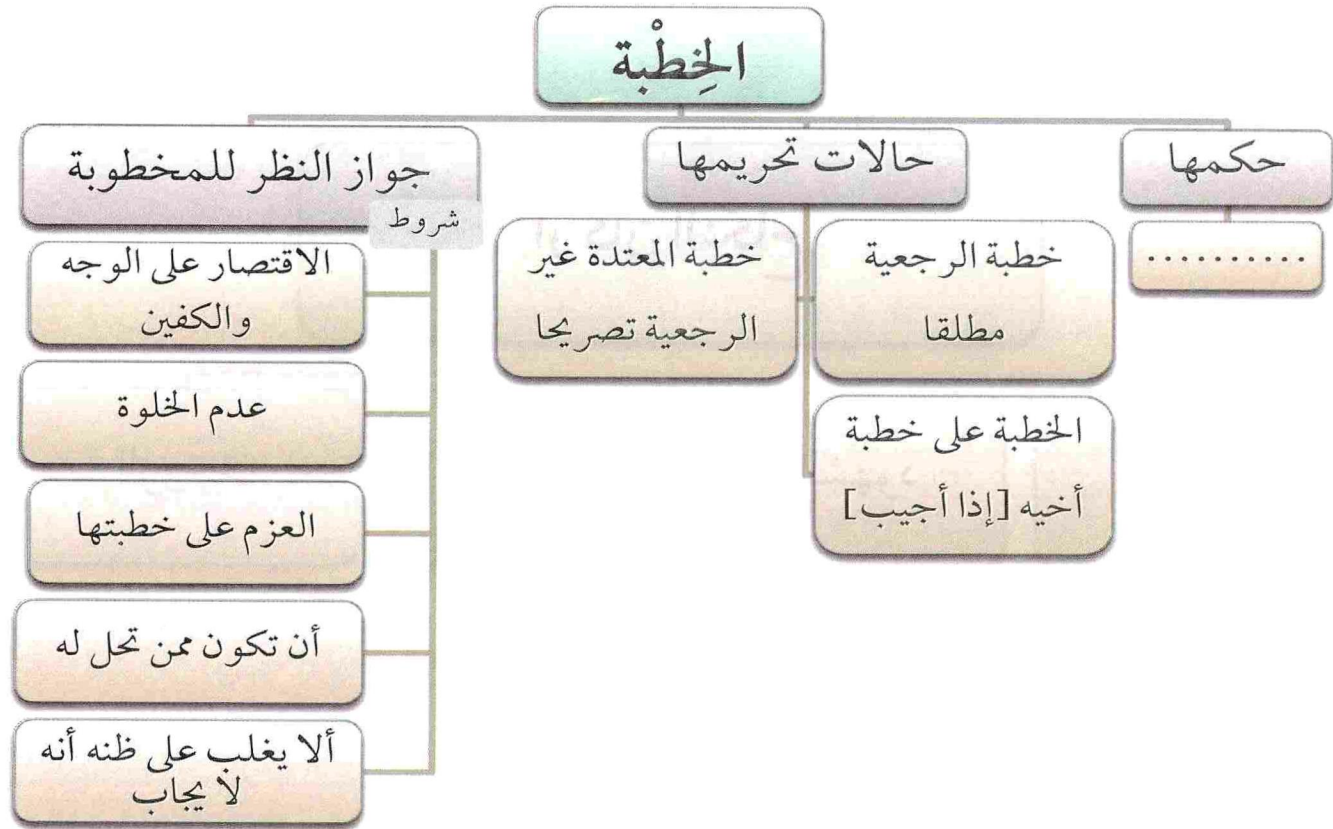 الخِطْبة
حكمها
..........
حالات تحريمها
خطبة الرجعية
مطلقا
خطبة المعتدة غير
الرجعية تصريحا
الخطبة على خطبة
أخيه [إذا أجيب]
جواز النظر للمخطوبة
شروط
الاقتصار على الوجه
والكفين
عدم الخلوة
العزم على خطبتها
أن تكون ممن تحل له
ألا يغلب على ظنه أنه
لا يجاب